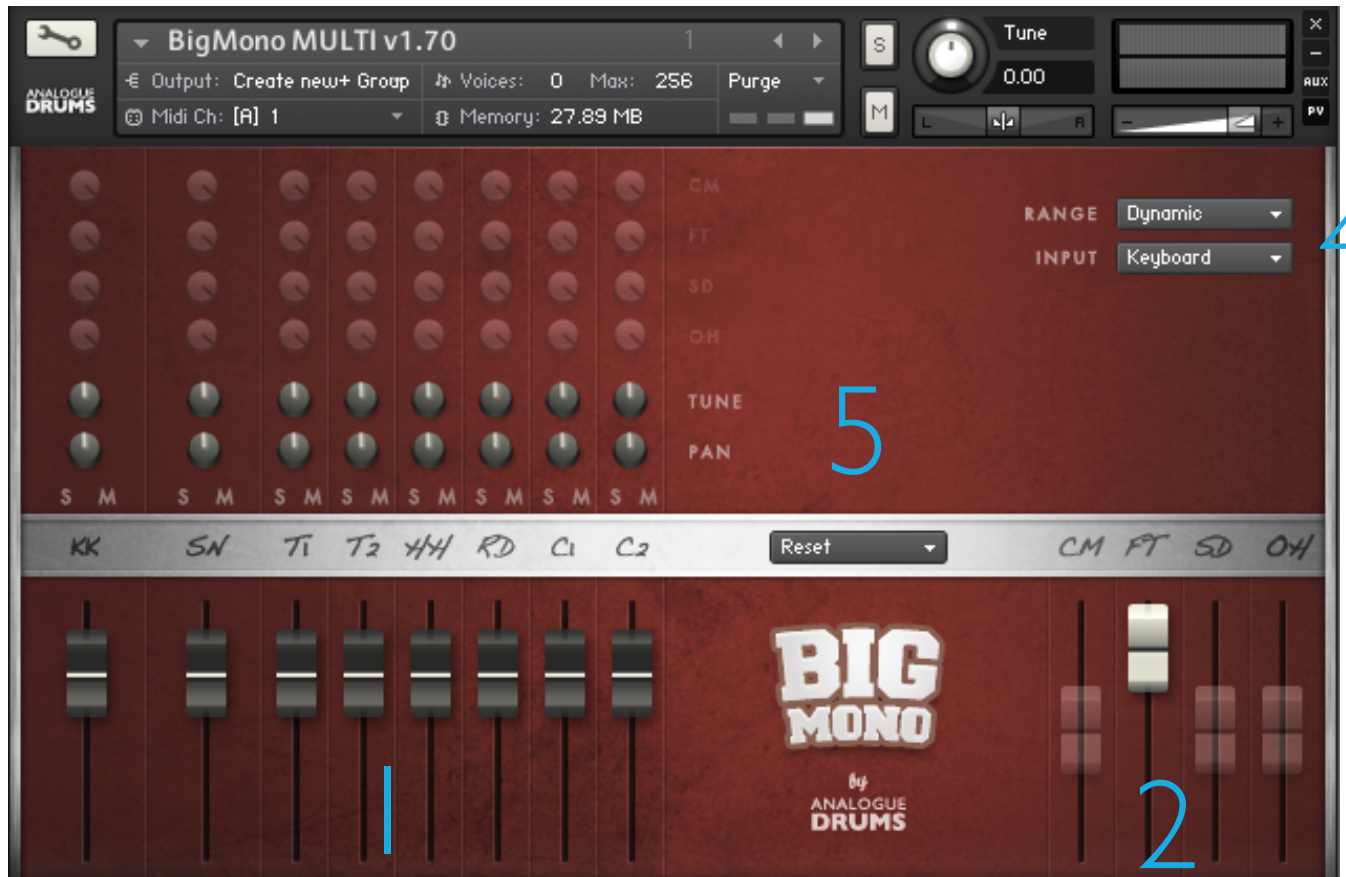 BigMono MULTI v1.70 1
S
Tune
0.00
×
–
AUX
PV
ANALOGUE
DRUMS
Output: Create new+ Group
Voices: 0 Max: 256
Purge
Midi Ch: [A] 1
Memory: 27.89 MB
M
L R
- +
CM
FT
SD
OH
TUNE
PAN
RANGE Dynamic
INPUT Keyboard
4
5
S M S M S M S M S M S M S M S M
KK SN T1 T2 HH RD C1 C2 Reset CM FT SD OH
BIG
MONO
by
ANALOGUE
DRUMS
1
2